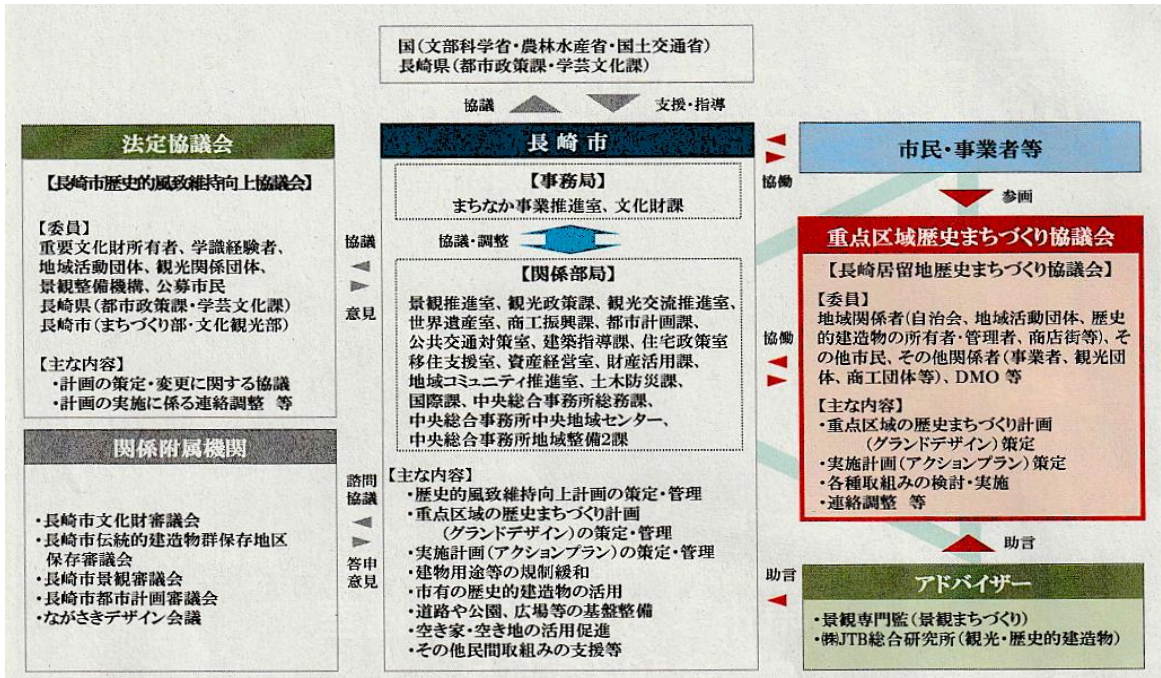 国(文部科学省・農林水産省・国土交通省)
長崎県(都市政策課・学芸文化課)
協議
支援・指導
法定協議会
【長崎市歴史的風致維持向上協議会】
【委員】
重要文化財所有者、学識経験者、
地域活動団体、観光関係団体、
景観整備機構、公募市民
長崎県(都市政策課・学芸文化課)
長崎市(まちづくり部・文化観光部)
【主な内容】
・計画の策定・変更に関する協議
・計画の実施に係る連絡調整 等
関係附属機関
・長崎市文化財審議会
・長崎市伝統的建造物群保存地区
保存審議会
・長崎市景観審議会
・長崎市都市計画審議会
・ながさきデザイン会議
協議
意見
諮問
協議
答申
意見
長崎市
【事務局】
まちなか事業推進室、文化財課
協議・調整
【関係部局】
景観推進室、観光政策課、観光交流推進室、
世界遺産室、商工振興課、都市計画課、
公共交通対策室、建築指導課、住宅政策室
移住支援室、資産経営室、財産活用課、
地域コミュニティ推進室、土木防災課、
国際課、中央総合事務所総務課、
中央総合事務所中央地域センター、
中央総合事務所地域整備2課
【主な内容】
・歴史的風致維持向上計画の策定・管理
・重点区域の歴史まちづくり計画
(グランドデザイン)の策定・管理
・実施計画(アクションプラン)の策定・管理
・建物用途等の規制緩和
・市有の歴史的建造物の活用
・道路や公園、広場等の基盤整備
・空き家・空き地の活用促進
・その他民間取組みの支援等
協働
協働
助言
市民・事業者等
参画
重点区域歴史まちづくり協議会
【長崎居留地歴史まちづくり協議会】
【委員】
地域関係者(自治会、地域活動団体、歴史
的建造物の所有者・管理者、商店街等)、そ
の他市民、その他関係者(事業者、観光団
体、商工団体等)、DMO 等
【主な内容】
・重点区域の歴史まちづくり計画
(グランドデザイン)策定
・実施計画(アクションプラン)策定
・各種取組みの検討・実施
・連絡調整 等
助言
アドバイザー
・景観専門監(景観まちづくり)
・㈱JTB総合研究所(観光・歴史的建造物)